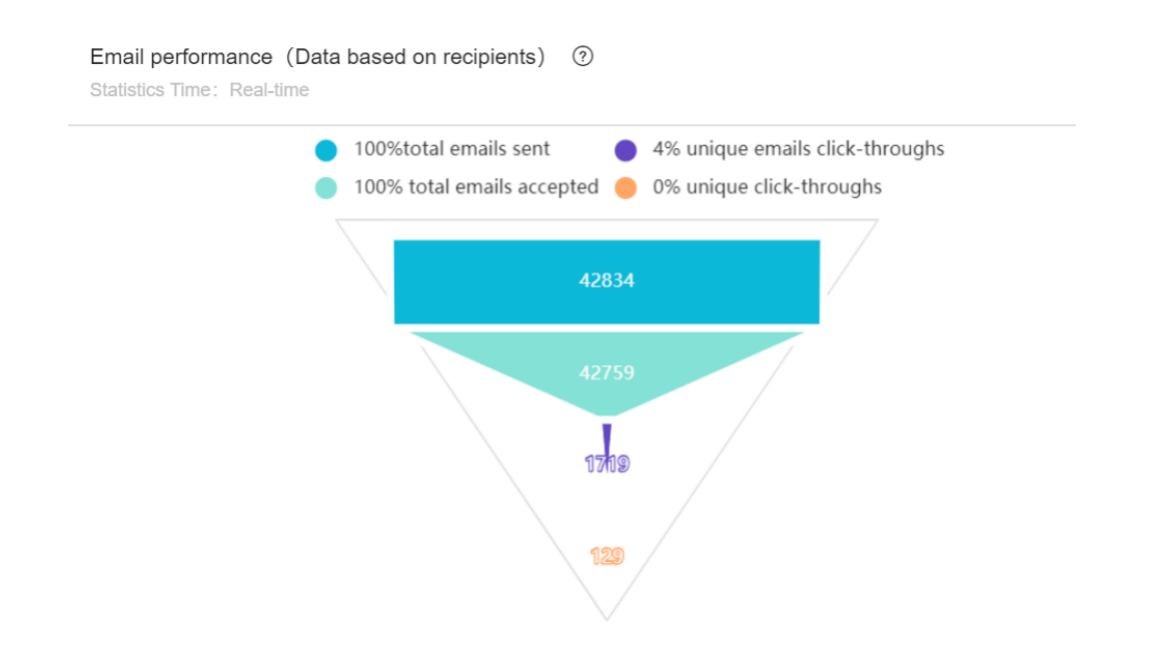 Email performance（Data based on recipients） ?
Statistics Time：Real-time
100%total emails sent
4% unique emails click-throughs
100% total emails accepted
0% unique click-throughs
42834
42759
1719
129